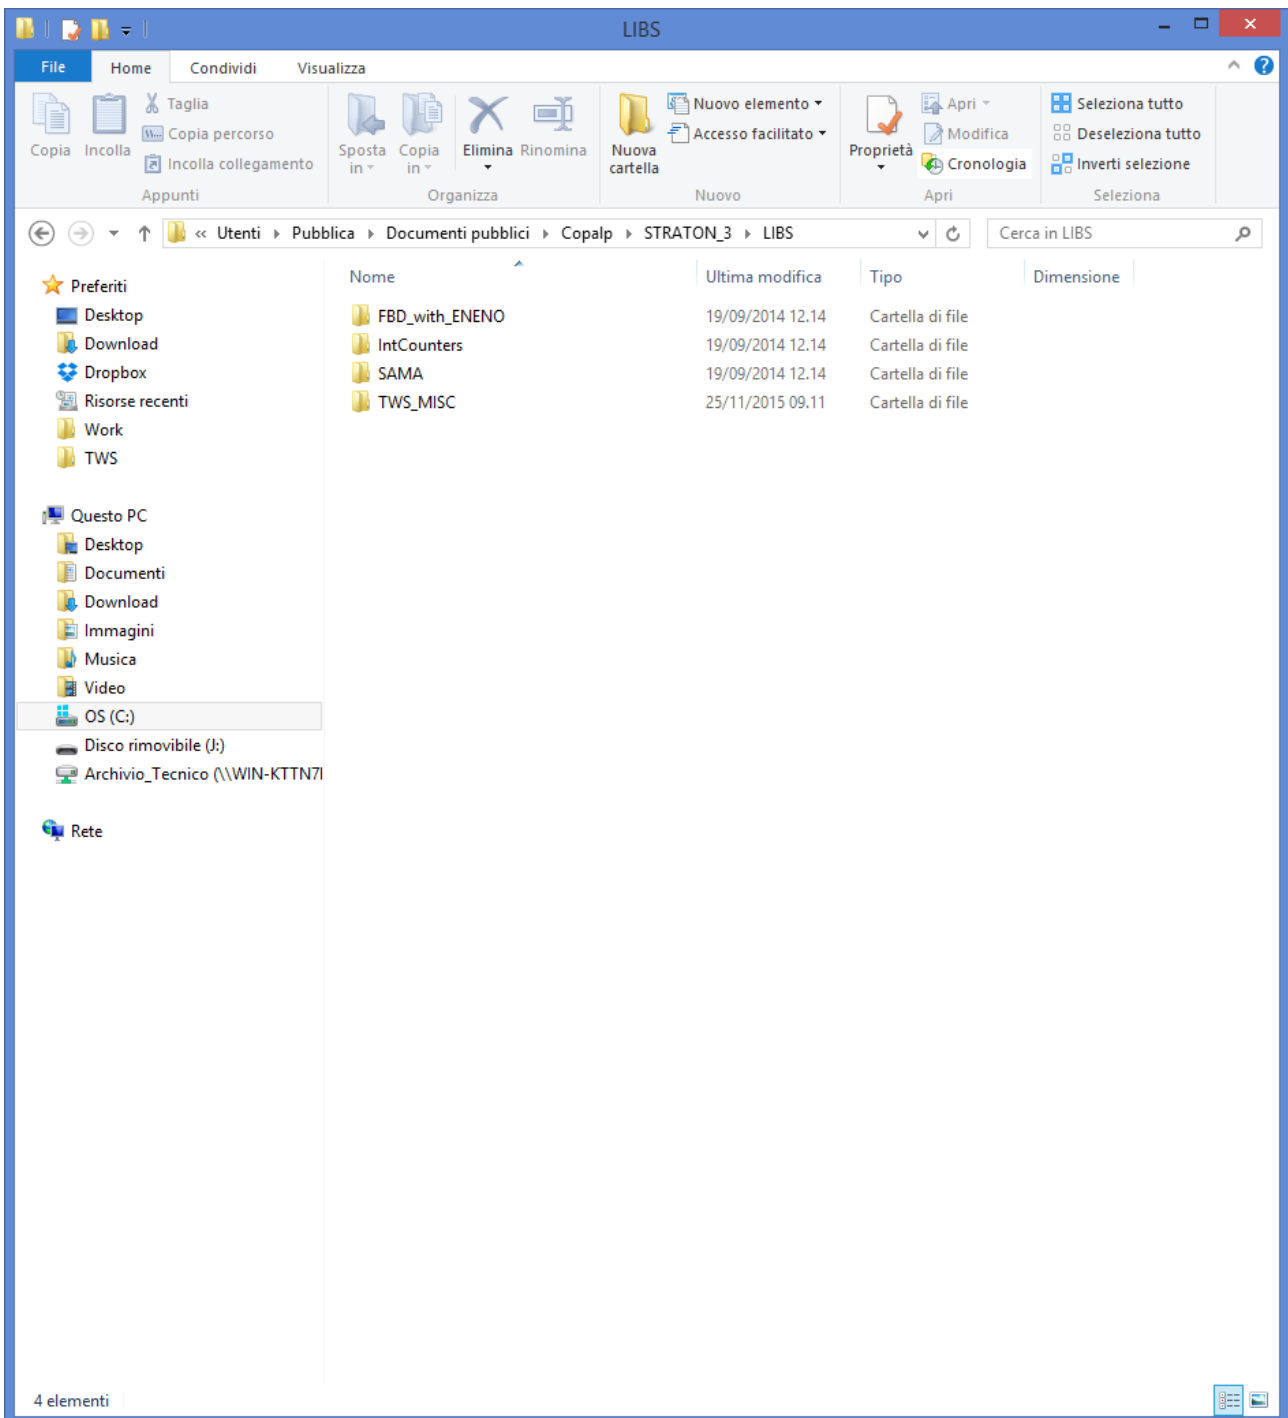 LIBS
File Home Condividi Visualizza
Copia
Incolla
Taglia
Copia percorso
Incolla collegamento
Appunti
Sposta in
Copia in
Elimina
Rinomina
Organizza
Nuova cartella
Nuovo elemento
Accesso facilitato
Nuovo
Proprietà
Apri
Modifica
Cronologia
Apri
Seleziona tutto
Deseleziona tutto
Inverti selezione
Seleziona
« Utenti Pubblica Documenti pubblici Copalp STRATON_3 LIBS
Cerca in LIBS
Preferiti
Desktop
Download
Dropbox
Risorse recenti
Work
TWS
Questo PC
Desktop
Documenti
Download
Immagini
Musica
Video
OS (C:)
Disco rimovibile (J:)
Archivio_Tecnico (\\WIN-KTTN7
Rete
Nome Ultima modifica Tipo Dimensione
FBD_with_ENENO 19/09/2014 12.14 Cartella di file
IntCounters 19/09/2014 12.14 Cartella di file
SAMA 19/09/2014 12.14 Cartella di file
TWS_MISC 25/11/2015 09.11 Cartella di file
4 elementi